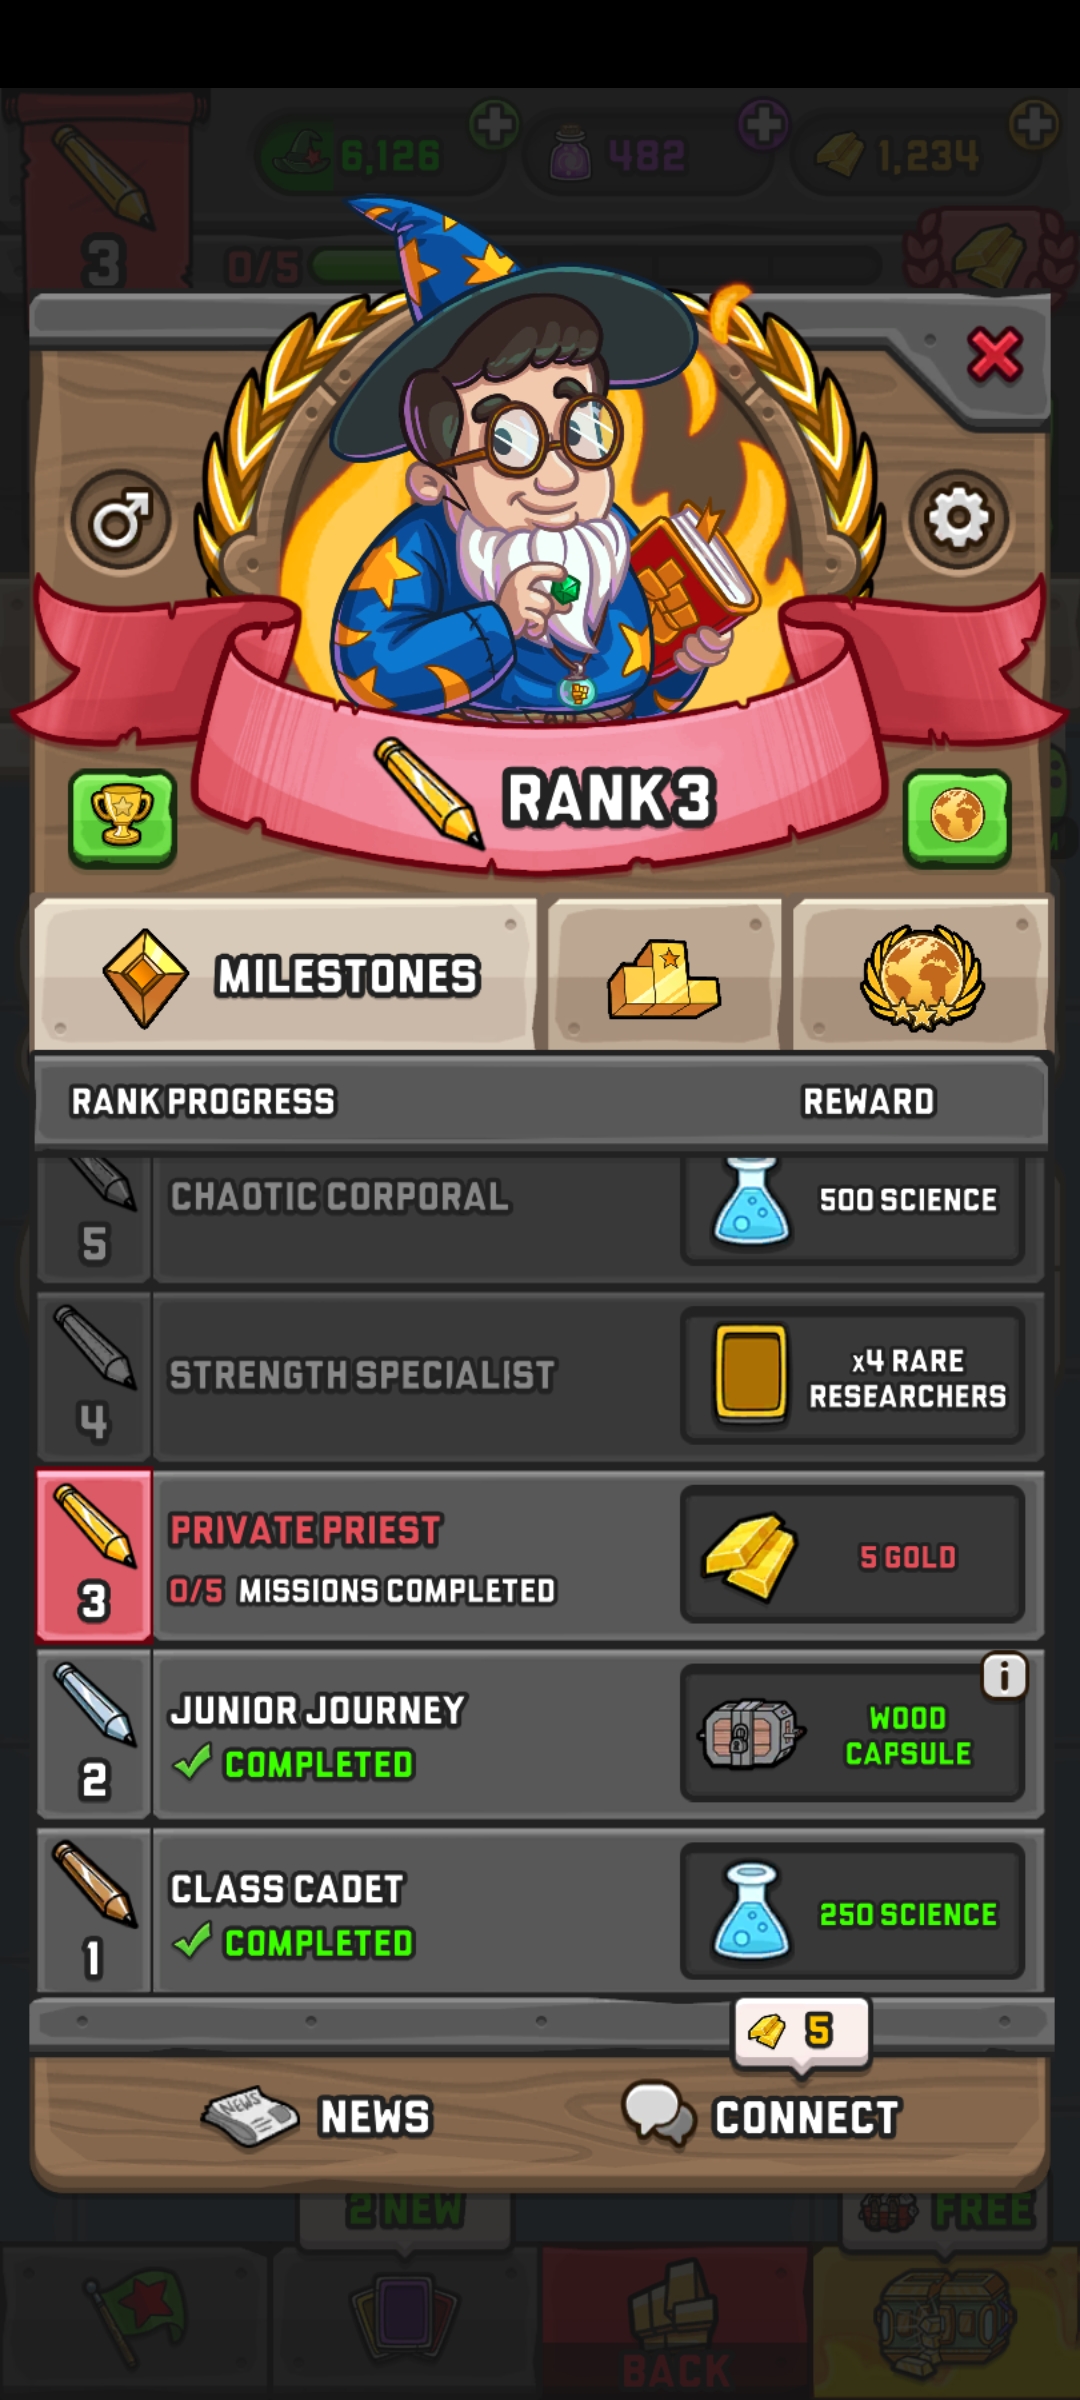 6,126
482
1,234
3
0/5
RANK 3
MILESTONES
RANK PROGRESS
REWARD
5
CHAOTIC CORPORAL
500 SCIENCE
4
STRENGTH SPECIALIST
x4 RARE
RESEARCHERS
3
PRIVATE PRIEST
0/5 MISSIONS COMPLETED
5 GOLD
2
JUNIOR JOURNEY
COMPLETED
WOOD
CAPSULE
i
1
CLASS CADET
COMPLETED
250 SCIENCE
5
NEWS
NEWS
CONNECT
2 NEW
FREE
BACK